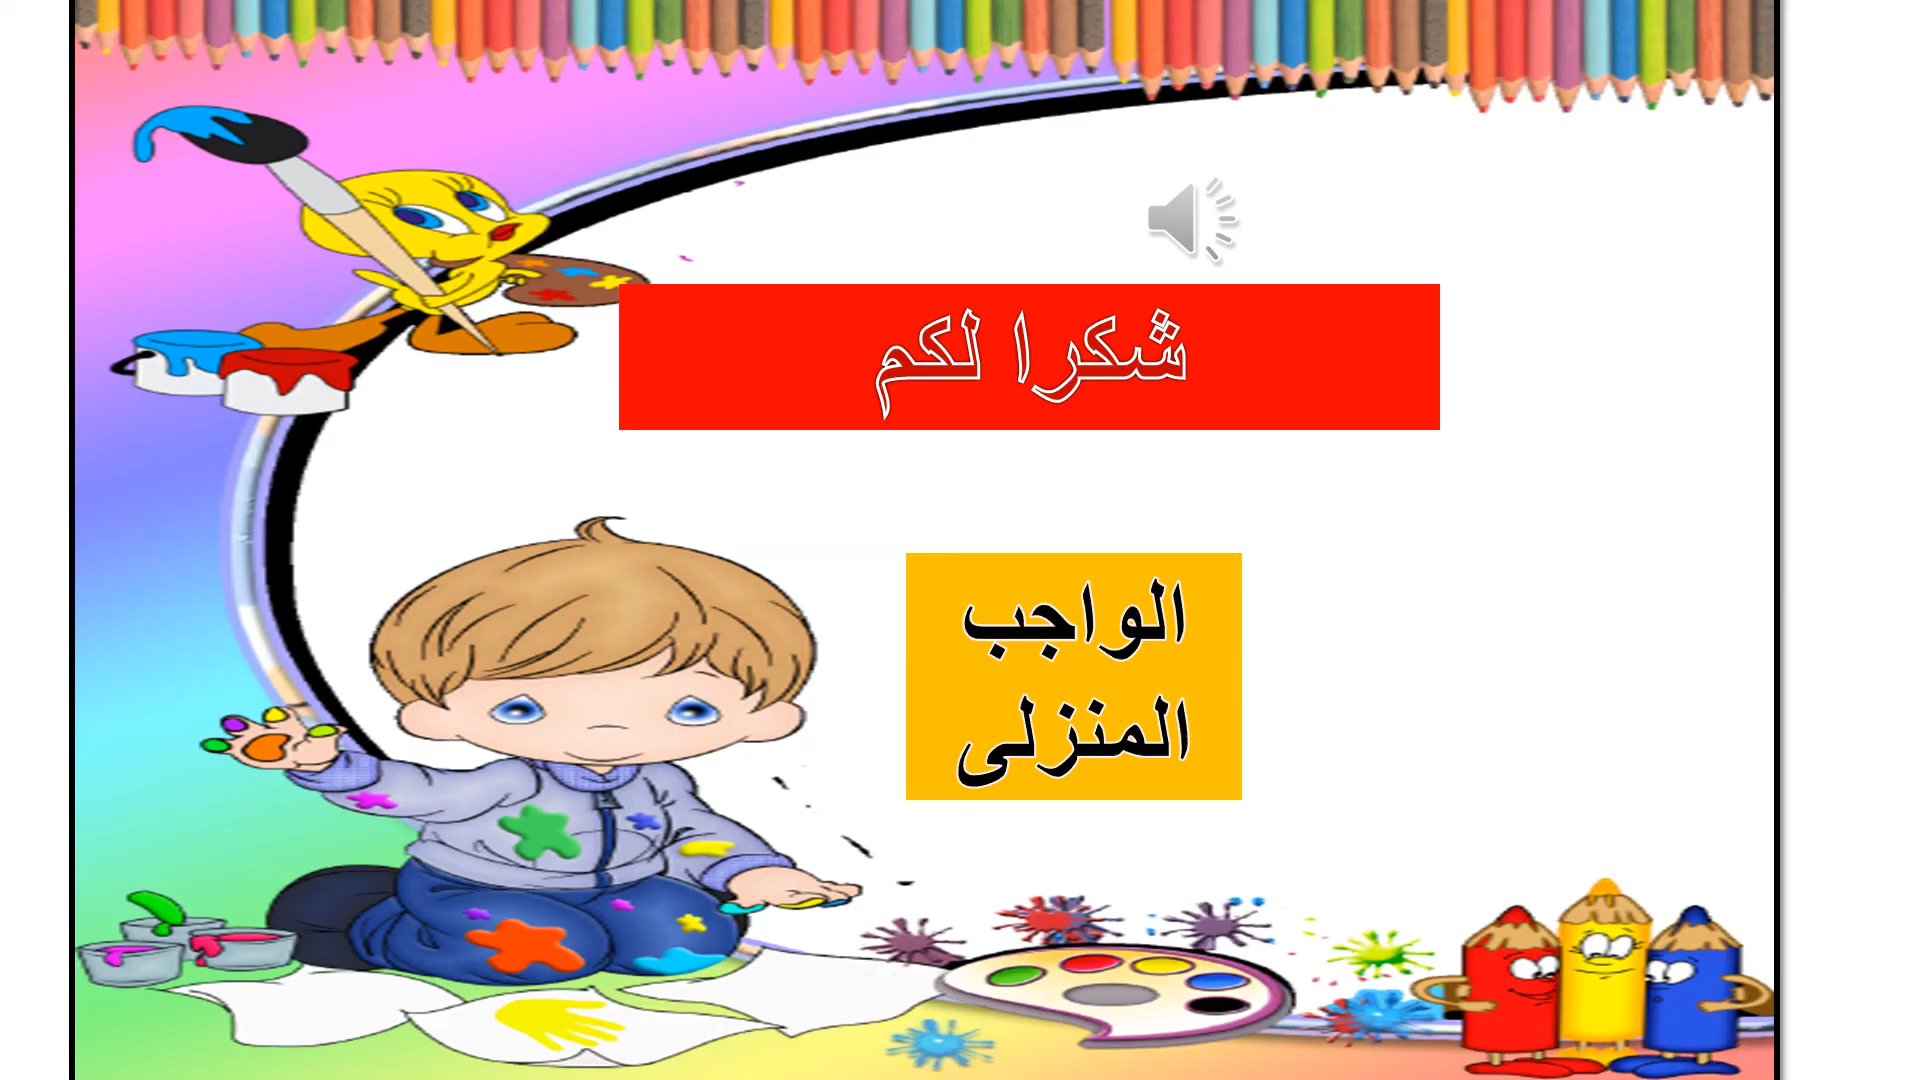 شكرا لكم
الواجب
المنزلى